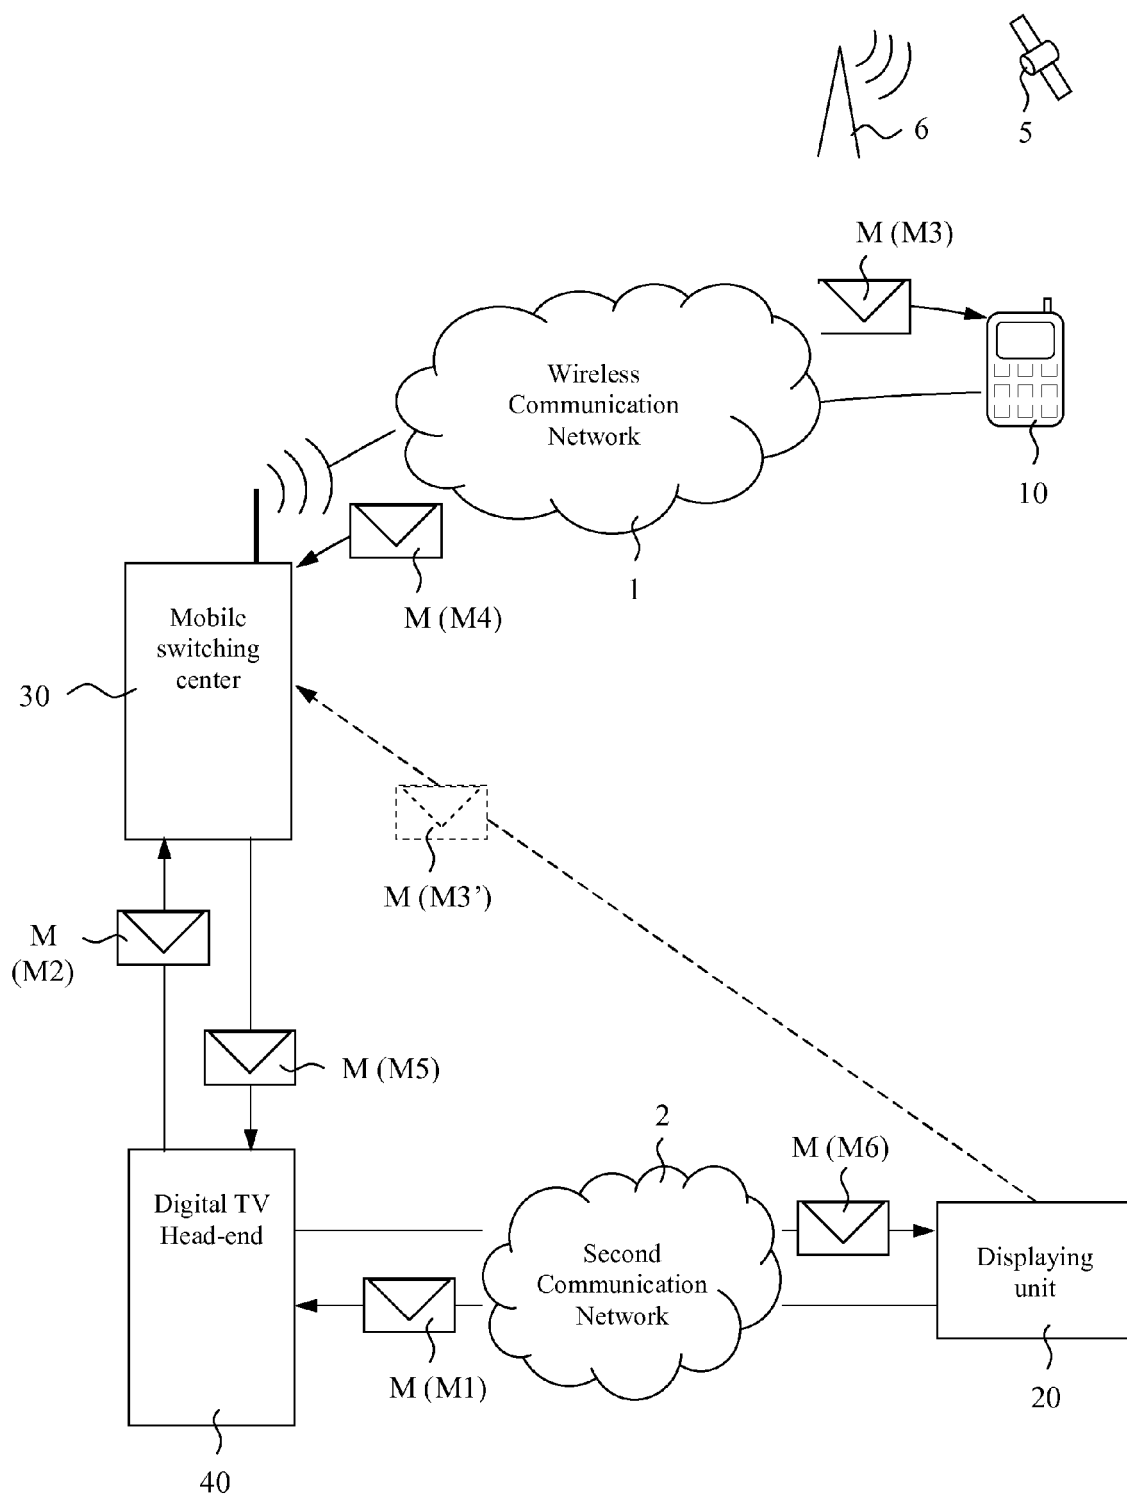 6
5
M (M3)
Wireless
Communication
Network
10
1
M (M4)
Mobile
switching
center
30
M (M3’)
M
(M2)
M (M5)
2
M (M6)
Digital TV
Head-end
Second
Communication
Network
Displaying
unit
M (M1)
20
40